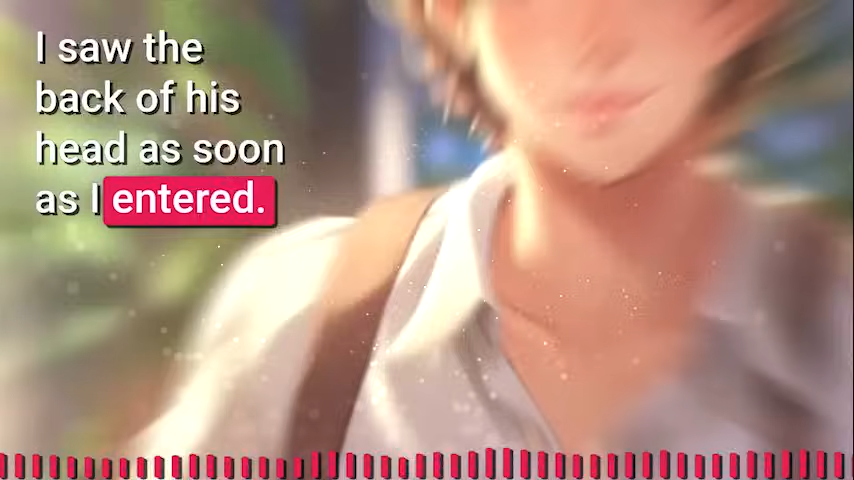 I saw the
back of his
head as soon
as I entered.